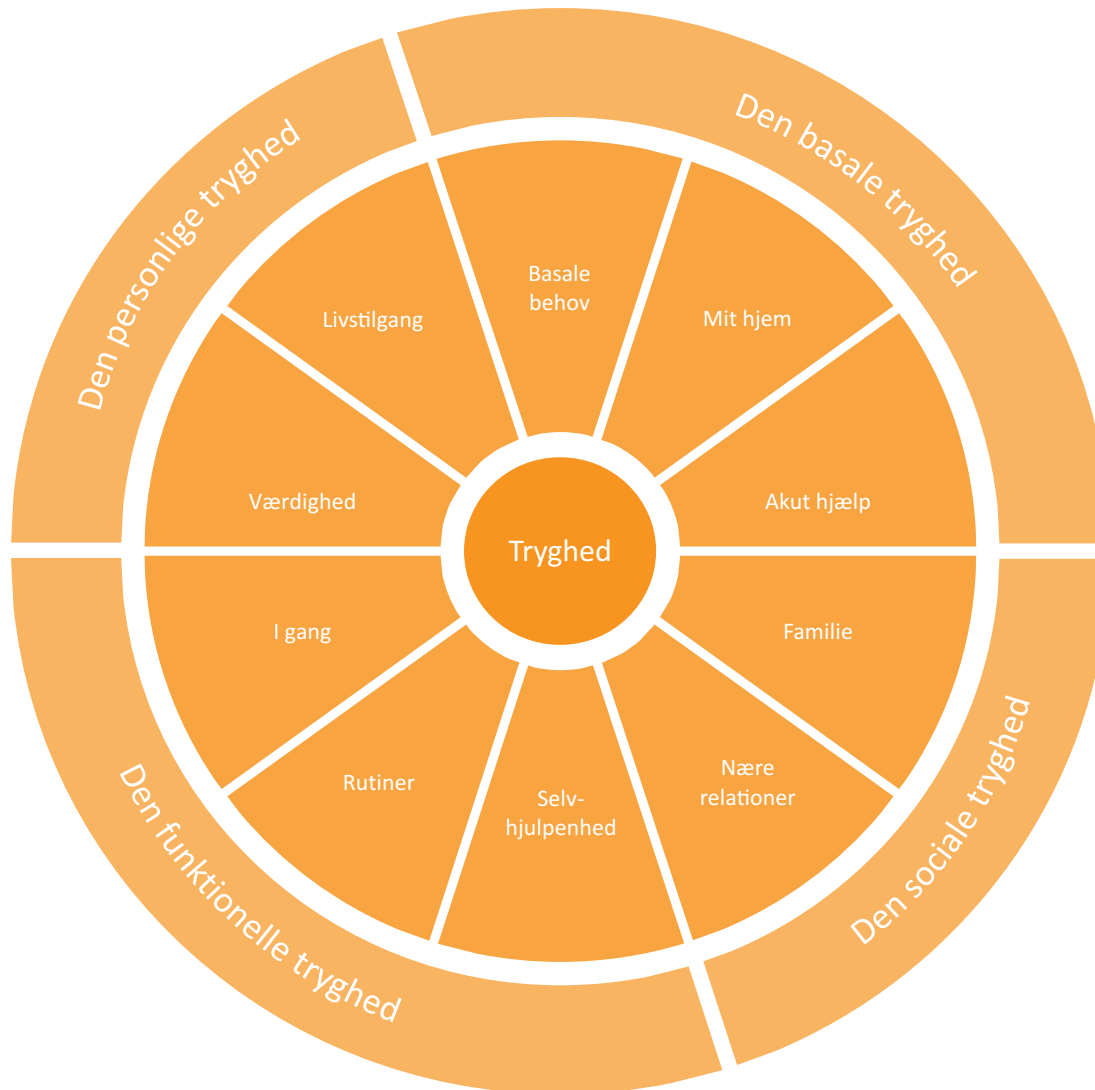 Den personlige tryghed
Den basale tryghed
Basale
behov
Livstilgang
Mit hjem
Værdighed
Akut hjælp
Tryghed
I gang
Familie
Rutiner
Nære
relationer
Selv-
hjulpenhed
Den funktionelle tryghed
Den sociale tryghed